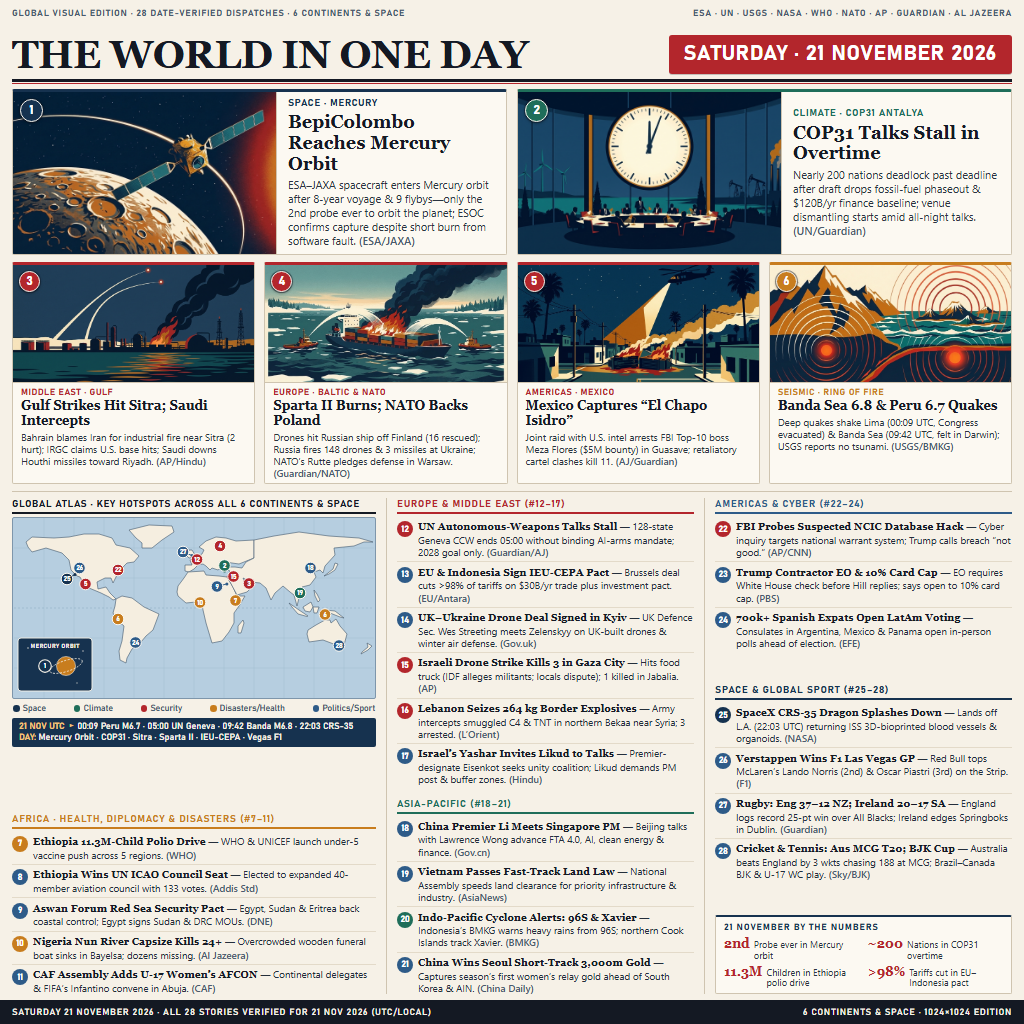 GLOBAL VISUAL EDITION · 28 DATE-VERIFIED DISPATCHES · 6 CONTINENTS & SPACE
ESA · UN · USGS · NASA · WHO · NATO · AP · GUARDIAN · AL JAZEERA
THE WORLD IN ONE DAY
SATURDAY · 21 NOVEMBER 2026
1
SPACE · MERCURY
BepiColombo
Reaches Mercury
Orbit
ESA–JAXA spacecraft enters Mercury orbit
after 8-year voyage & 9 flybys—only the
2nd probe ever to orbit the planet; ESOC
confirms capture despite short burn from
software fault. (ESA/JAXA)
2
CLIMATE · COP31 ANTALYA
COP31 Talks Stall in
Overtime
Nearly 200 nations deadlock past deadline
after draft drops fossil-fuel phaseout &
$120B/yr finance baseline; venue
dismantling starts amid all-night talks.
(UN/Guardian)
3
MIDDLE EAST · GULF
Gulf Strikes Hit Sitra; Saudi
Intercepts
Bahrain blames Iran for industrial fire near Sitra (2
hurt); IRGC claims U.S. base hits; Saudi downs
Houthi missiles toward Riyadh. (AP/Hindu)
4
EUROPE · BALTIC & NATO
Sparta II Burns; NATO Backs
Poland
Drones hit Russian ship off Finland (16 rescued);
Russia fires 148 drones & 3 missiles at Ukraine;
NATO's Rutte pledges defense in Warsaw.
(Guardian/NATO)
5
AMERICAS · MEXICO
Mexico Captures “El Chapo
Isidro”
Joint raid with U.S. intel arrests FBI Top-10 boss
Meza Flores ($5M bounty) in Guasave; retaliatory
cartel clashes kill 11. (AJ/Guardian)
6
SEISMIC · RING OF FIRE
Banda Sea 6.8 & Peru 6.7 Quakes
Deep quakes shake Lima (00:09 UTC, Congress
evacuated) & Banda Sea (09:42 UTC, felt in Darwin);
USGS reports no tsunami. (USGS/BMKG)
GLOBAL ATLAS · KEY HOTSPOTS ACROSS ALL 6 CONTINENTS & SPACE
4
27
12
26
22
2
18
25
5
15
9
3
19
10
7
6
6
24
28
MERCURY ORBIT
1
Space
Climate
Security
Disasters/Health
Politics/Sport
21 NOV UTC ▸ 00:09 Peru M6.7 · 05:00 UN Geneva · 09:42 Banda M6.8 · 22:03 CRS-35
DAY: Mercury Orbit · COP31 · Sitra · Sparta II · IEU-CEPA · Vegas F1
AFRICA · HEALTH, DIPLOMACY & DISASTERS (#7–11)
7 Ethiopia 11.3M-Child Polio Drive — WHO & UNICEF launch under-5
vaccine push across 5 regions. (WHO)
8 Ethiopia Wins UN ICAO Council Seat — Elected to expanded 40-
member aviation council with 133 votes. (Addis Std)
9 Aswan Forum Red Sea Security Pact — Egypt, Sudan & Eritrea back
coastal control; Egypt signs Sudan & DRC MOUs. (DNE)
10 Nigeria Nun River Capsize Kills 24+ — Overcrowded wooden funeral
boat sinks in Bayelsa; dozens missing. (Al Jazeera)
11 CAF Assembly Adds U-17 Women's AFCON — Continental delegates
& FIFA's Infantino convene in Abuja. (CAF)
EUROPE & MIDDLE EAST (#12–17)
12 UN Autonomous-Weapons Talks Stall — 128-state
Geneva CCW ends 05:00 without binding AI-arms mandate;
2028 goal only. (Guardian/AJ)
13 EU & Indonesia Sign IEU-CEPA Pact — Brussels deal
cuts >98% of tariffs on $30B/yr trade plus investment pact.
(EU/Antara)
14 UK–Ukraine Drone Deal Signed in Kyiv — UK Defence
Sec. Wes Streeting meets Zelenskyy on UK-built drones &
winter air defense. (Gov.uk)
15 Israeli Drone Strike Kills 3 in Gaza City — Hits food
truck (IDF alleges militants; locals dispute); 1 killed in Jabalia.
(AP)
16 Lebanon Seizes 264 kg Border Explosives — Army
intercepts smuggled C4 & TNT in northern Bekaa near Syria; 3
arrested. (L'Orient)
17 Israel's Yashar Invites Likud to Talks — Premier-
designate Eisenkot seeks unity coalition; Likud demands PM
post & buffer zones. (Hindu)
ASIA-PACIFIC (#18–21)
18 China Premier Li Meets Singapore PM — Beijing talks
with Lawrence Wong advance FTA 4.0, AI, clean energy &
finance. (Gov.cn)
19 Vietnam Passes Fast-Track Land Law — National
Assembly speeds land clearance for priority infrastructure &
industry. (AsiaNews)
20 Indo-Pacific Cyclone Alerts: 96S & Xavier —
Indonesia's BMKG warns heavy rains from 96S; northern Cook
Islands track Xavier. (BMKG)
21 China Wins Seoul Short-Track 3,000m Gold —
Captures season's first women's relay gold ahead of South
Korea & AIN. (China Daily)
AMERICAS & CYBER (#22–24)
22 FBI Probes Suspected NCIC Database Hack — Cyber
inquiry targets national warrant system; Trump calls breach “not
good.” (AP/CNN)
23 Trump Contractor EO & 10% Card Cap — EO requires
White House check before Hill replies; says open to 10% card
cap. (PBS)
24 700k+ Spanish Expats Open LatAm Voting —
Consulates in Argentina, Mexico & Panama open in-person
polls ahead of election. (EFE)
SPACE & GLOBAL SPORT (#25–28)
25 SpaceX CRS-35 Dragon Splashes Down — Lands off
L.A. (22:03 UTC) returning ISS 3D-bioprinted blood vessels &
organoids. (NASA)
26 Verstappen Wins F1 Las Vegas GP — Red Bull tops
McLaren's Lando Norris (2nd) & Oscar Piastri (3rd) on the Strip.
(F1)
27 Rugby: Eng 37–12 NZ; Ireland 20–17 SA — England
logs record 25-pt win over All Blacks; Ireland edges Springboks
in Dublin. (Guardian)
28 Cricket & Tennis: Aus MCG T20; BJK Cup — Australia
beats England by 3 wkts chasing 188 at MCG; Brazil–Canada
BJK & U-17 WC play. (Sky/BJK)
21 NOVEMBER BY THE NUMBERS
2nd Probe ever in Mercury orbit
~200 Nations in COP31 overtime
11.3M Children in Ethiopia polio drive
>98% Tariffs cut in EU–Indonesia pact
SATURDAY 21 NOVEMBER 2026 · ALL 28 STORIES VERIFIED FOR 21 NOV 2026 (UTC/LOCAL)
6 CONTINENTS & SPACE · 1024×1024 EDITION